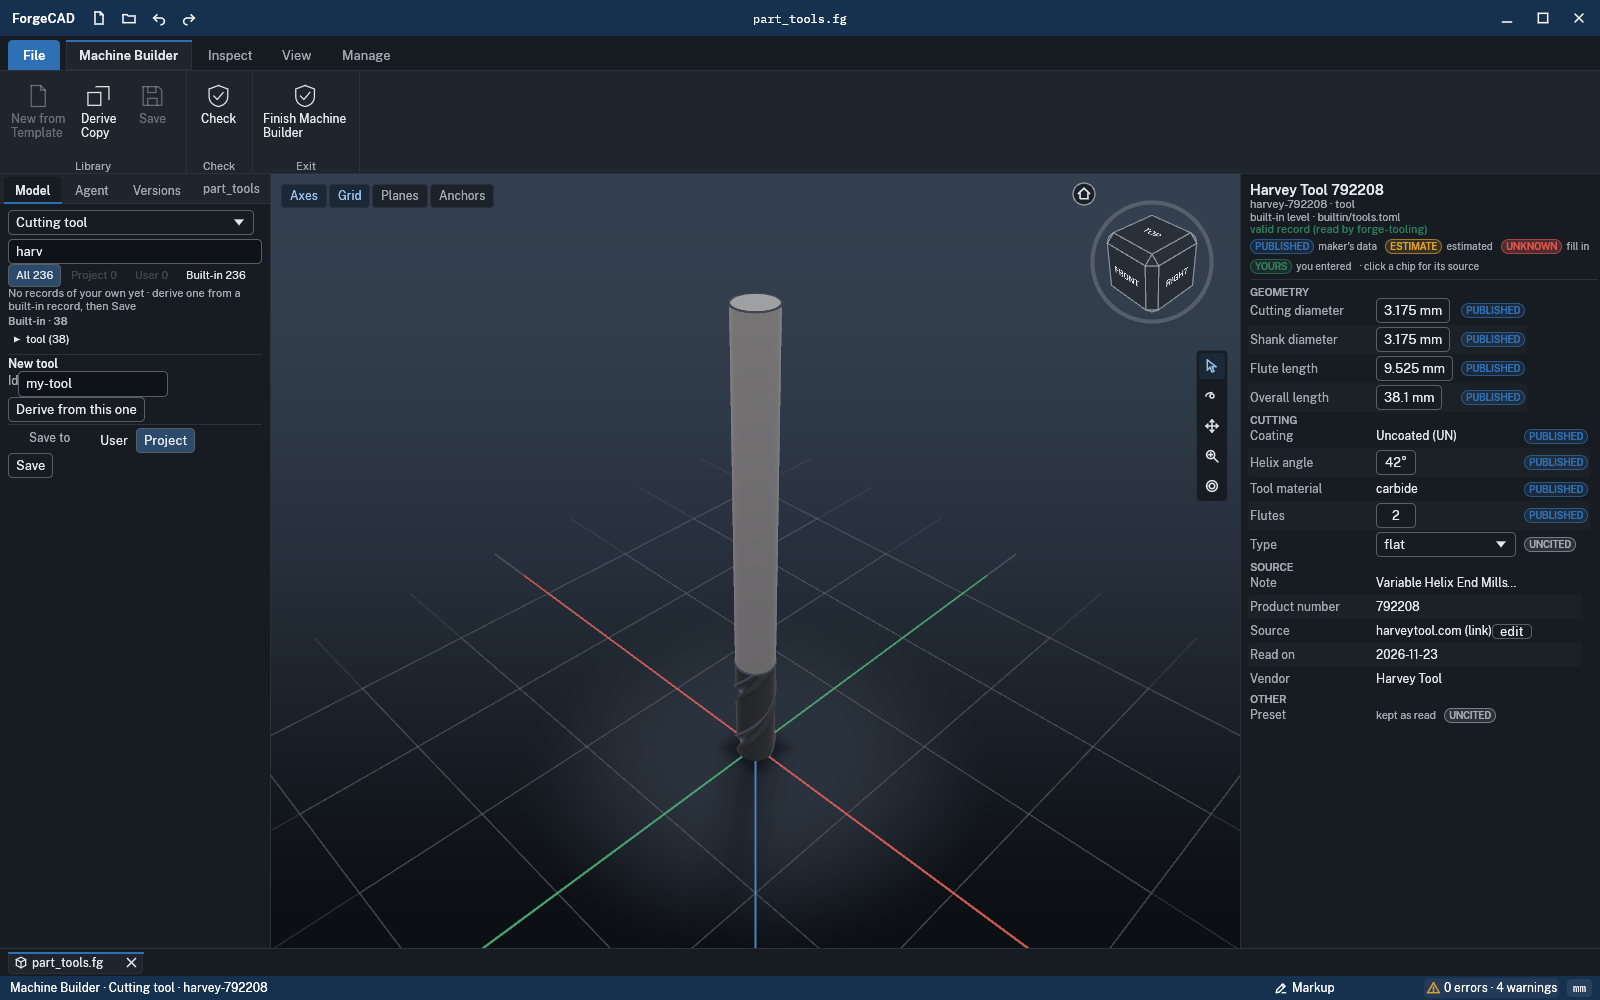 ForgeCAD
part_tools.fg
File
Machine Builder
Inspect
View
Manage
New from
Template
Derive
Copy
Save
Check
Finish Machine
Builder
Library
Check
Exit
Model
Agent
Versions
part_tools
Cutting tool
harv
All 236
Project 0
User 0
Built-in 236
No records of your own yet · derive one from a
built-in record, then Save
Built-in · 38
tool (38)
New tool
Id
my-tool
Derive from this one
Save to
User
Project
Save
Axes
Grid
Planes
Anchors
TOP
FRONT
RIGHT
Harvey Tool 792208
harvey-792208 · tool
built-in level · builtin/tools.toml
valid record (read by forge-tooling)
PUBLISHED maker's data ESTIMATE estimated UNKNOWN fill in
YOURS you entered · click a chip for its source
GEOMETRY
Cutting diameter 3.175 mm PUBLISHED
Shank diameter 3.175 mm PUBLISHED
Flute length 9.525 mm PUBLISHED
Overall length 38.1 mm PUBLISHED
CUTTING
Coating Uncoated (UN) PUBLISHED
Helix angle 42° PUBLISHED
Tool material carbide PUBLISHED
Flutes 2 PUBLISHED
Type flat UNCITED
SOURCE
Note Variable Helix End Mills...
Product number 792208
Source harveytool.com (link) edit
Read on 2026-11-23
Vendor Harvey Tool
OTHER
Preset kept as read UNCITED
part_tools.fg
Machine Builder · Cutting tool · harvey-792208
Markup
0 errors · 4 warnings
mm